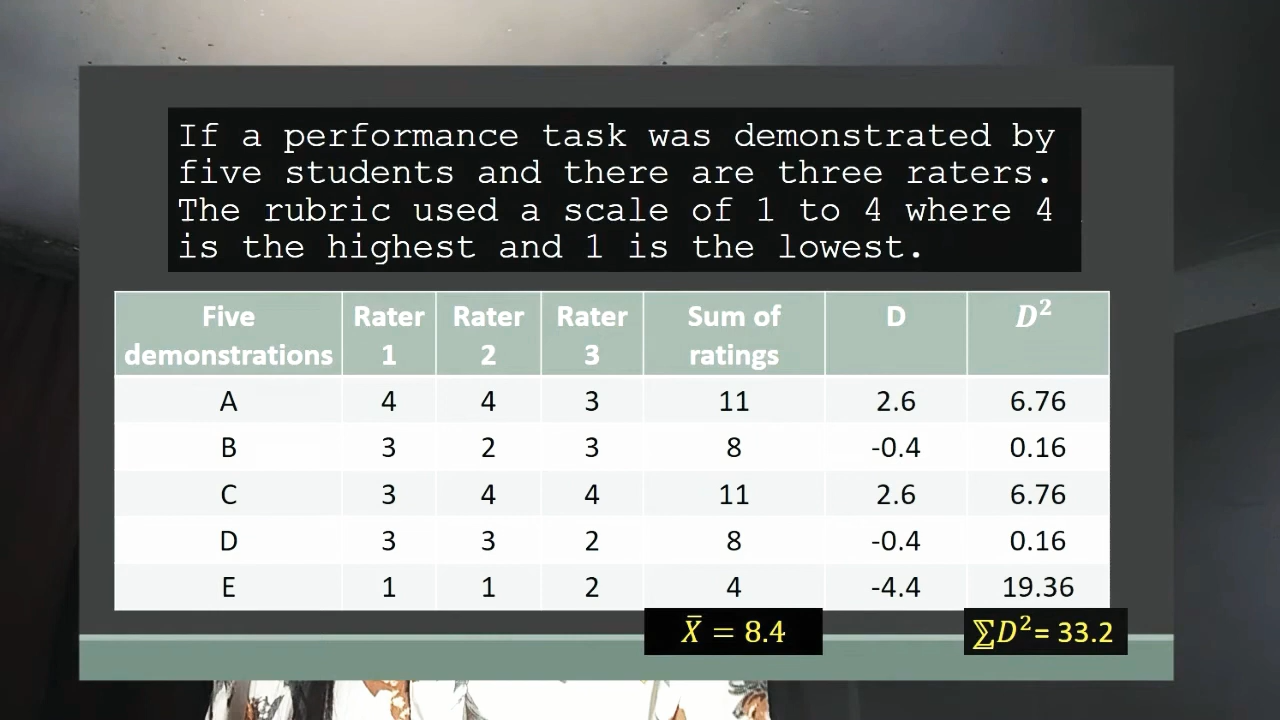 If a performance task was demonstrated by
five students and there are three raters.
The rubric used a scale of 1 to 4 where 4
is the highest and 1 is the lowest.
Five demonstrations Rater 1 Rater 2 Rater 3 Sum of ratings D D²
A 4 4 3 11 2.6 6.76
B 3 2 3 8 -0.4 0.16
C 3 4 4 11 2.6 6.76
D 3 3 2 8 -0.4 0.16
E 1 1 2 4 -4.4 19.36
X̄ = 8.4 ∑D²= 33.2